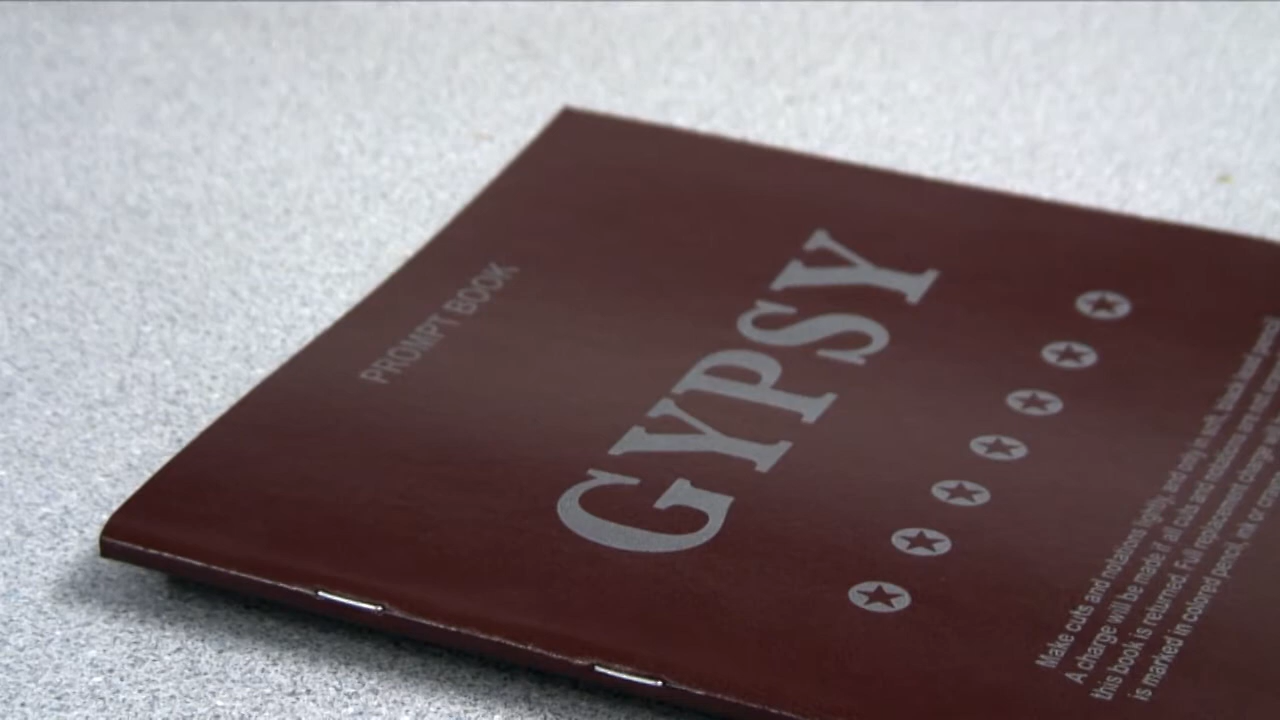 PROMPT BOOK
GYPSY
Make cuts and notations lightly, and only in soft, black lead pencil.
A charge will be made if all cuts and notations are not erased
this book is returned. Full replacement charge will be
is marked in colored pencil, ink or